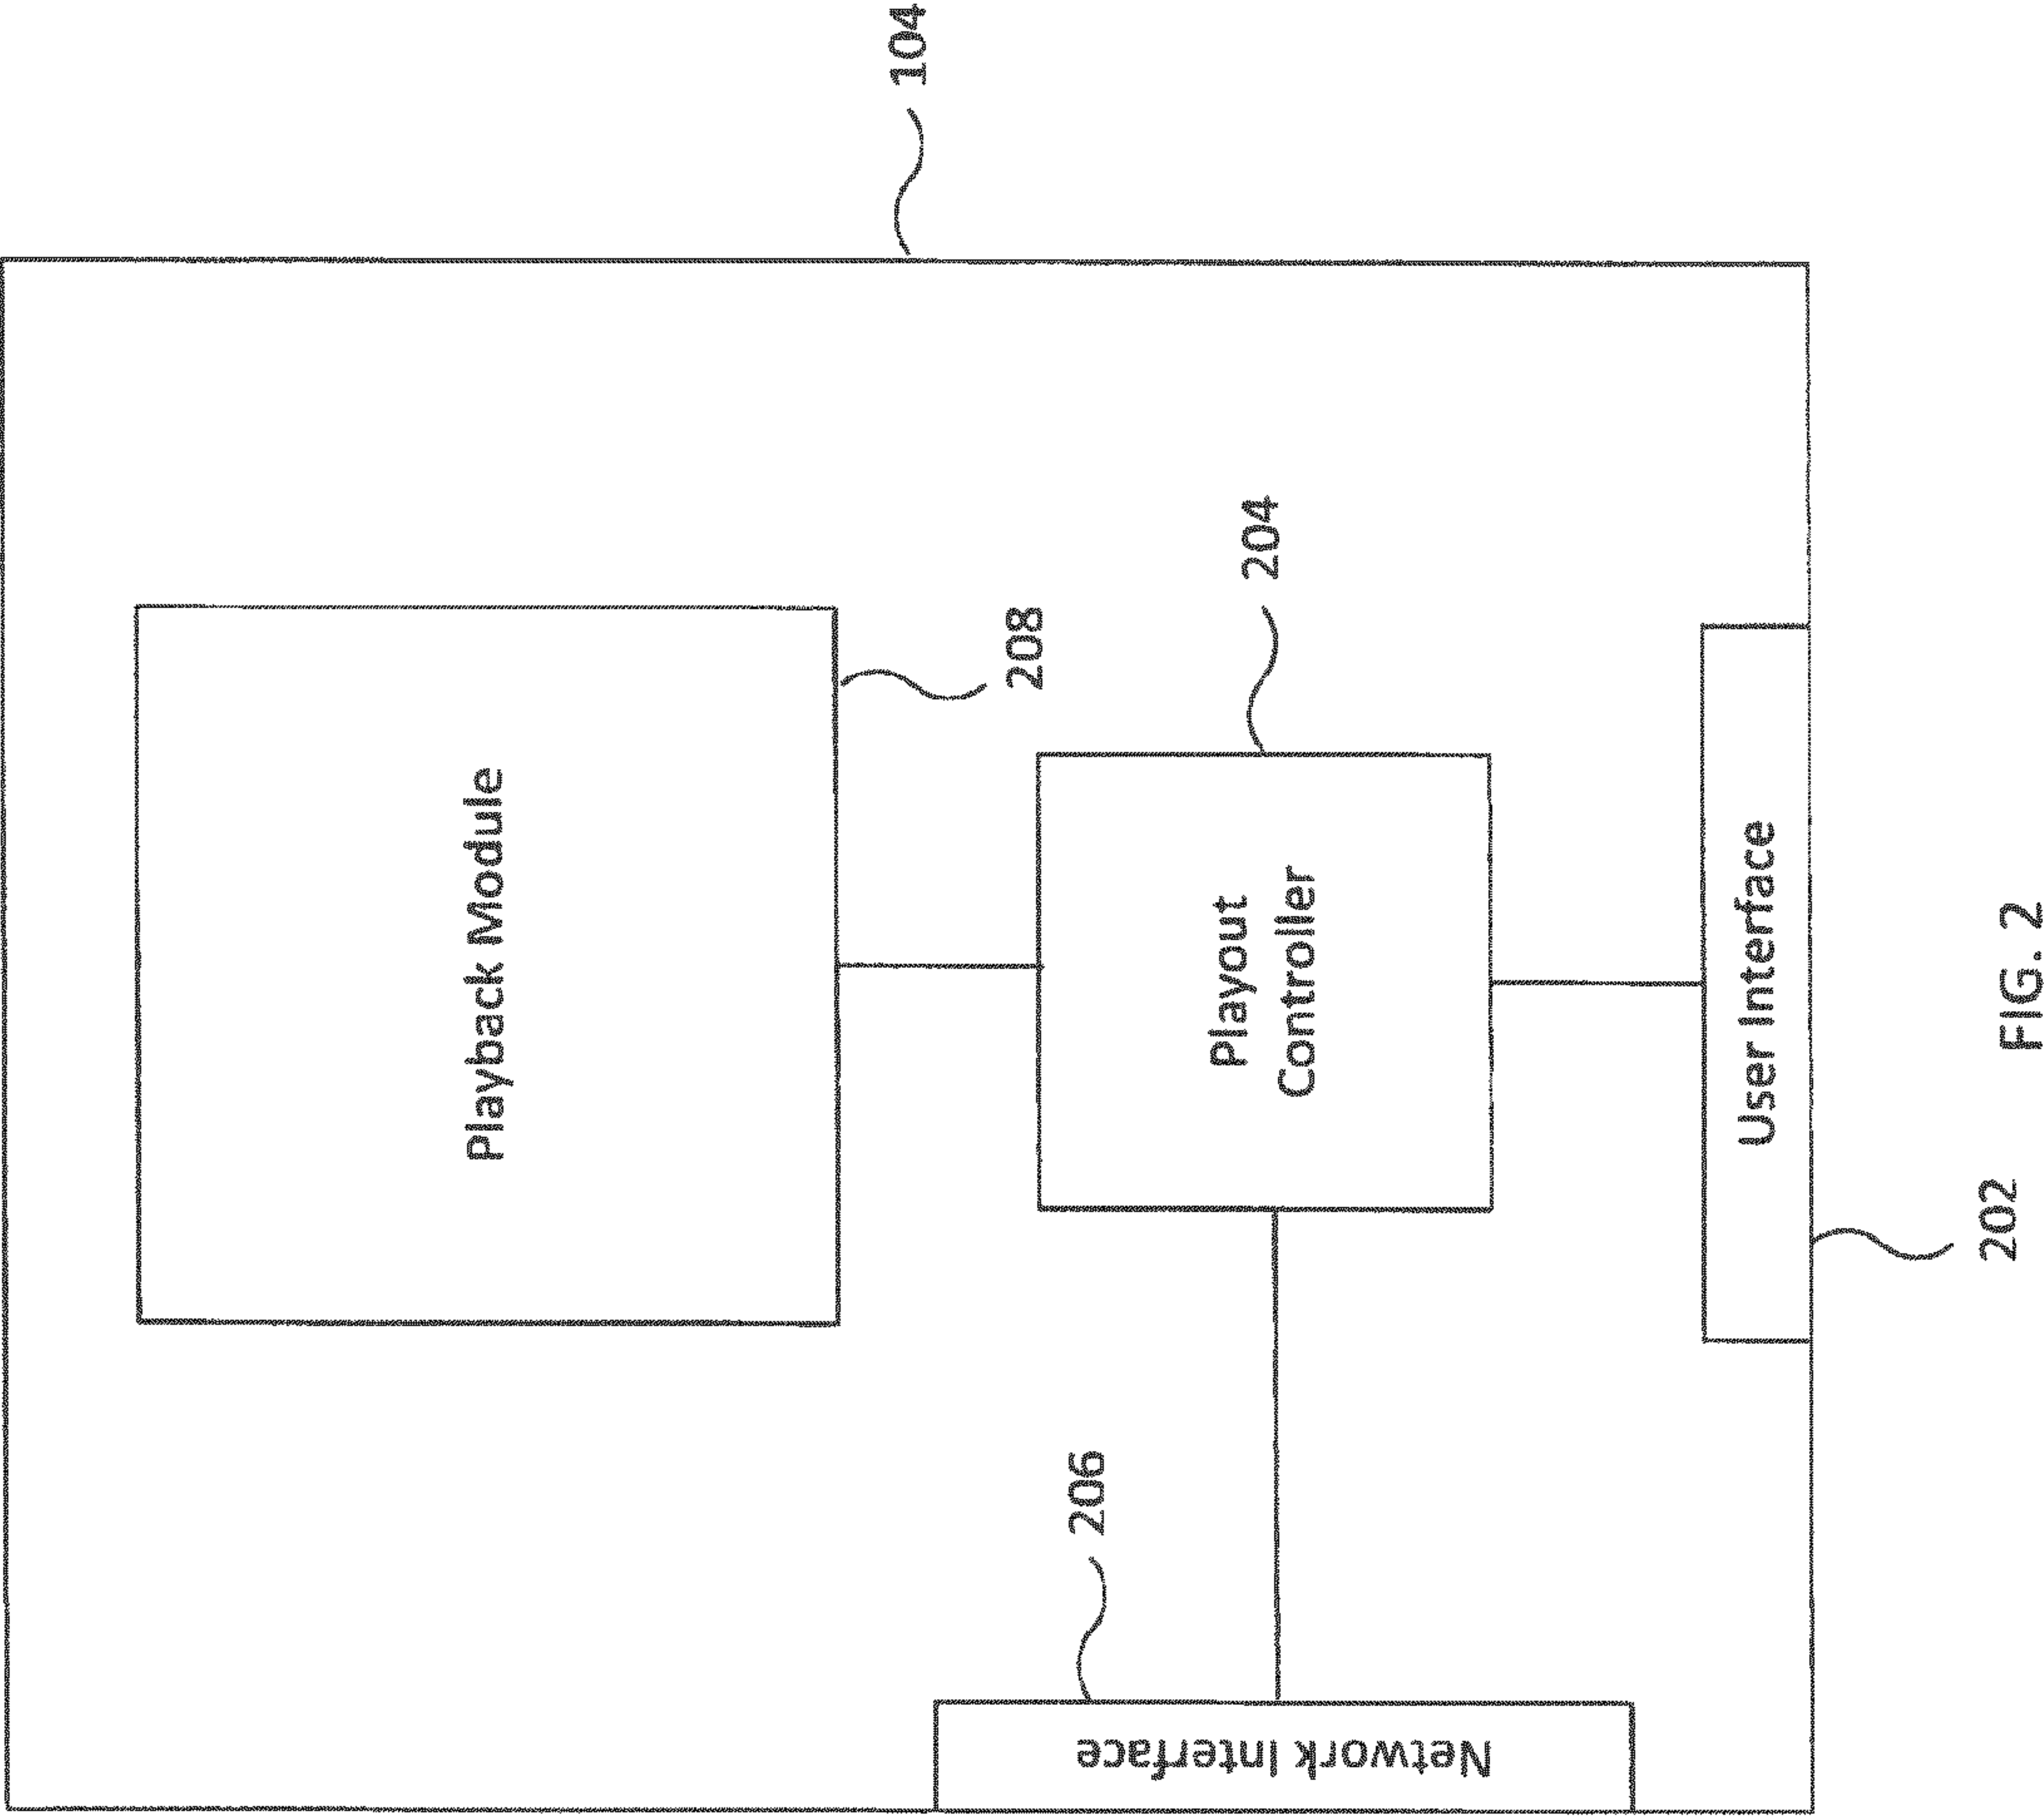 Playback Module
104
208
206
Network Interface
Playout
Controller
204
User Interface
202
FIG. 2